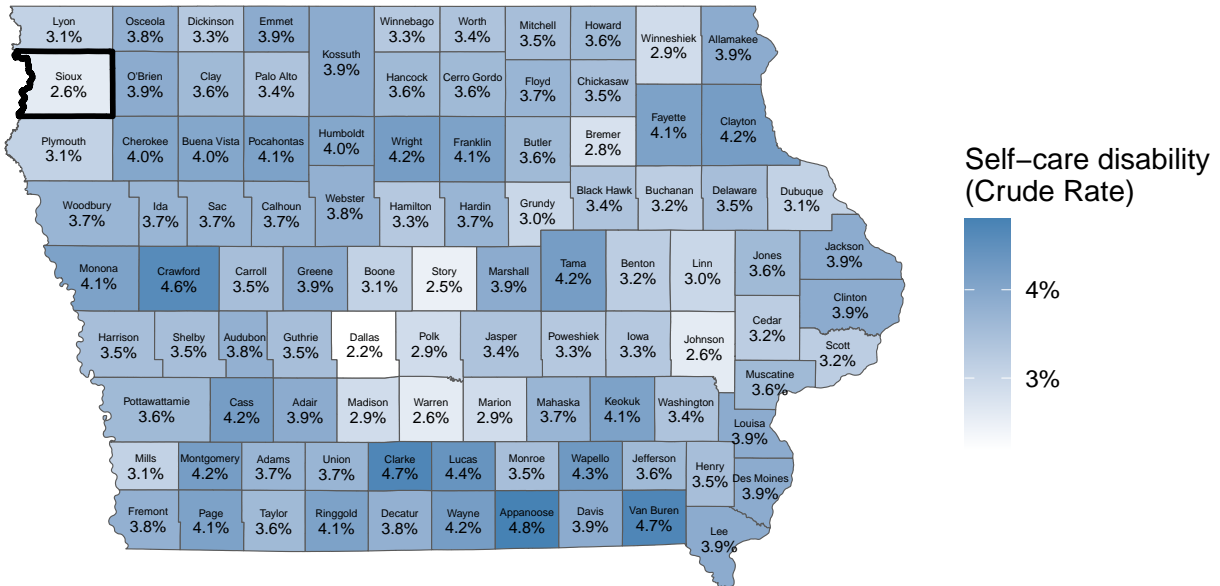 Lyon
3.1%
Osceola
3.8%
Dickinson
3.3%
Emmet
3.9%
Kossuth
3.9%
Winnebago
3.3%
Worth
3.4%
Mitchell
3.5%
Howard
3.6%
Winneshiek
2.9%
Allamakee
3.9%
Sioux
2.6%
O'Brien
3.9%
Clay
3.6%
Palo Alto
3.4%
Hancock
3.6%
Cerro Gordo
3.6%
Floyd
3.7%
Chickasaw
3.5%
Fayette
4.1%
Clayton
4.2%
Plymouth
3.1%
Cherokee
4.0%
Buena Vista
4.0%
Pocahontas
4.1%
Humboldt
4.0%
Wright
4.2%
Franklin
4.1%
Butler
3.6%
Bremer
2.8%
Woodbury
3.7%
Ida
3.7%
Sac
3.7%
Calhoun
3.7%
Webster
3.8%
Hamilton
3.3%
Hardin
3.7%
Grundy
3.0%
Black Hawk
3.4%
Buchanan
3.2%
Delaware
3.5%
Dubuque
3.1%
Monona
4.1%
Crawford
4.6%
Carroll
3.5%
Greene
3.9%
Boone
3.1%
Story
2.5%
Marshall
3.9%
Tama
4.2%
Benton
3.2%
Linn
3.0%
Jones
3.6%
Jackson
3.9%
Clinton
3.9%
Harrison
3.5%
Shelby
3.5%
Audubon
3.8%
Guthrie
3.5%
Dallas
2.2%
Polk
2.9%
Jasper
3.4%
Poweshiek
3.3%
Iowa
3.3%
Johnson
2.6%
Cedar
3.2%
Scott
3.2%
Muscatine
3.6%
Pottawattamie
3.6%
Cass
4.2%
Adair
3.9%
Madison
2.9%
Warren
2.6%
Marion
2.9%
Mahaska
3.7%
Keokuk
4.1%
Washington
3.4%
Louisa
3.9%
Mills
3.1%
Montgomery
4.2%
Adams
3.7%
Union
3.7%
Clarke
4.7%
Lucas
4.4%
Monroe
3.5%
Wapello
4.3%
Jefferson
3.6%
Henry
3.5%
Des Moines
3.9%
Fremont
3.8%
Page
4.1%
Taylor
3.6%
Ringgold
4.1%
Decatur
3.8%
Wayne
4.2%
Appanoose
4.8%
Davis
3.9%
Van Buren
4.7%
Lee
3.9%
Self−care disability
(Crude Rate)
4%
3%